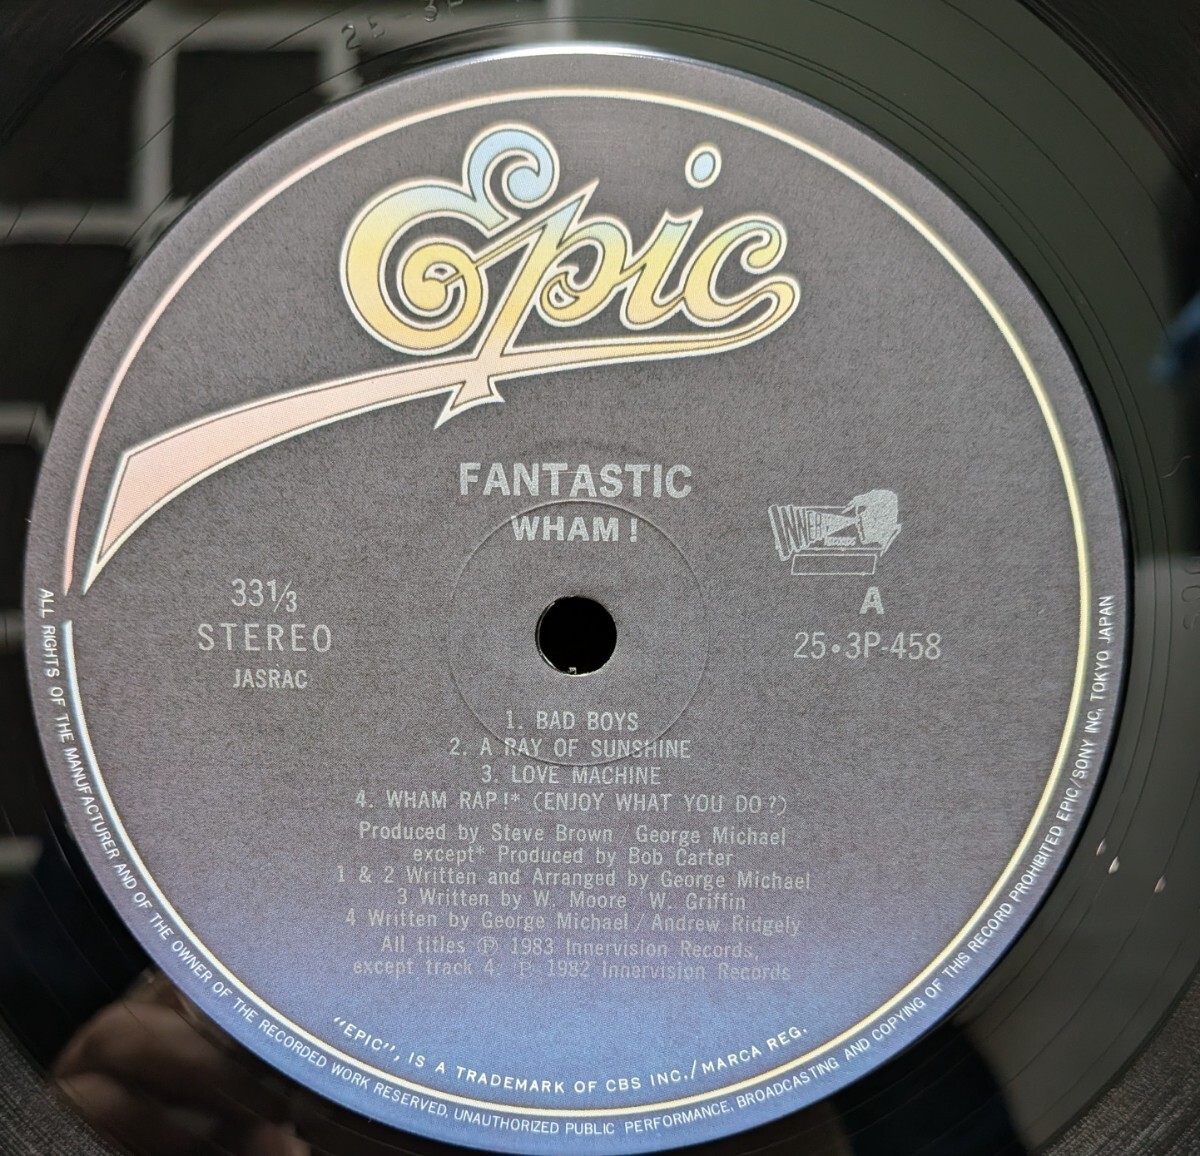 25-3P
Epic
FANTASTIC
WHAM!
INNER
RECORDS
33⅓
STEREO
JASRAC
A
25•3P-458
1. BAD BOYS
2. A RAY OF SUNSHINE
3. LOVE MACHINE
4. WHAM RAP!* (ENJOY WHAT YOU DO?)
Produced by Steve Brown / George Michael
except* Produced by Bob Carter
1 & 2 Written and Arranged by George Michael
3 Written by W. Moore / W. Griffin
4 Written by George Michael / Andrew Ridgely
All titles Ⓟ 1983 Innervision Records,
except track 4: Ⓟ 1982 Innervision Records
"EPIC", IS A TRADEMARK OF CBS INC./MARCA REG.
ALL RIGHTS OF THE MANUFACTURER AND OF THE OWNER OF THE RECORDED WORK RESERVED, UNAUTHORIZED PUBLIC PERFORMANCE, BROADCASTING AND COPYING OF THIS RECORD PROHIBITED EPIC/SONY INC, TOKYO JAPAN